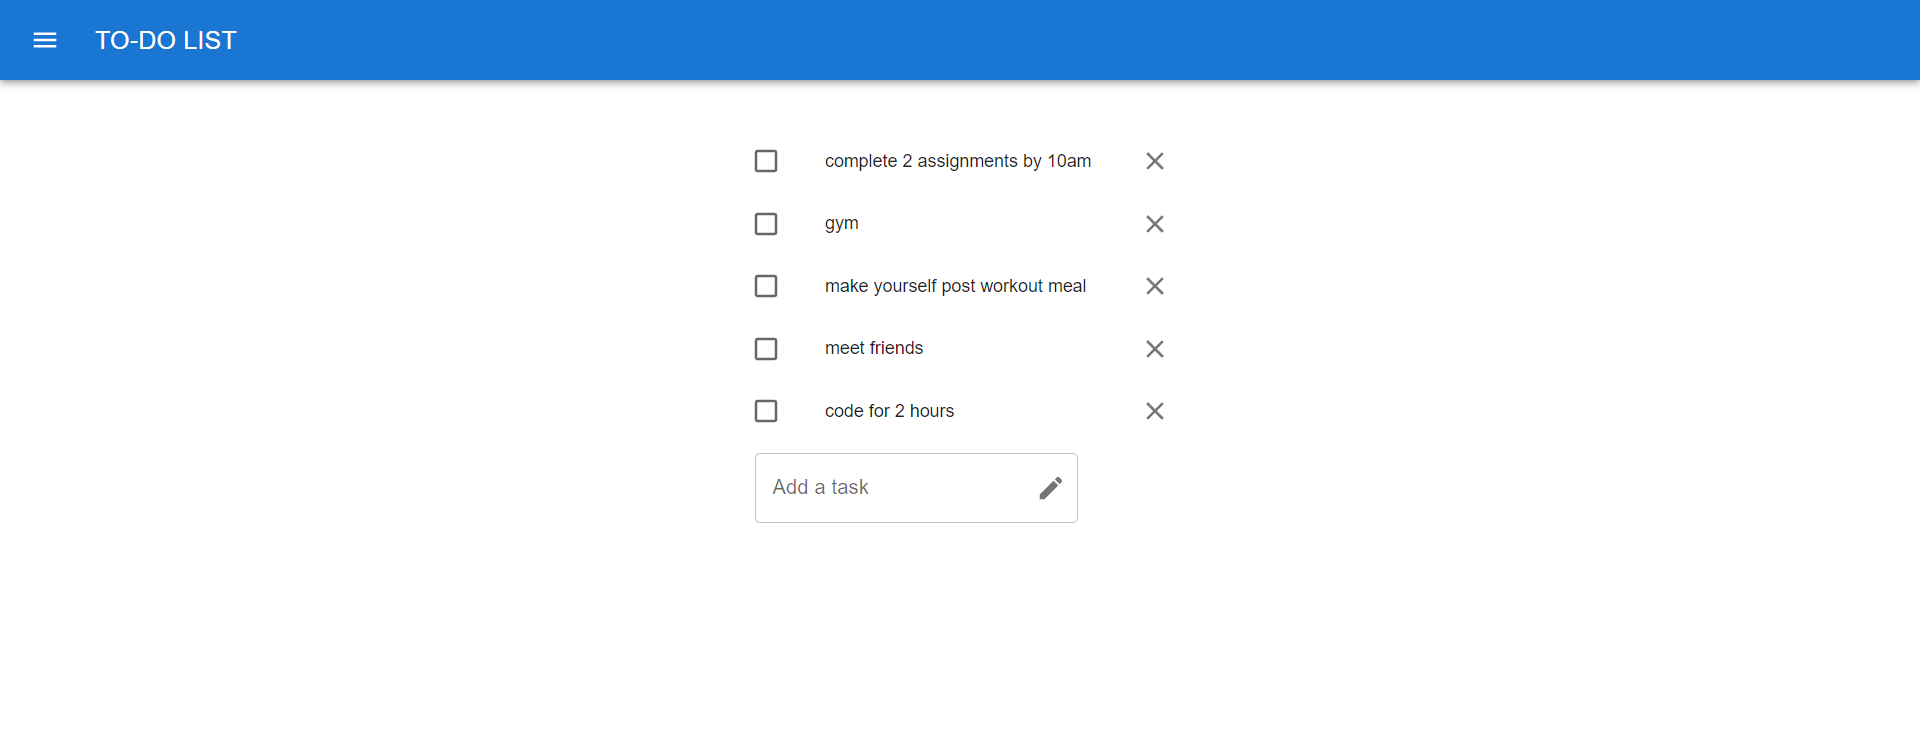 TO-DO LIST
complete 2 assignments by 10am
gym
make yourself post workout meal
meet friends
code for 2 hours
Add a task